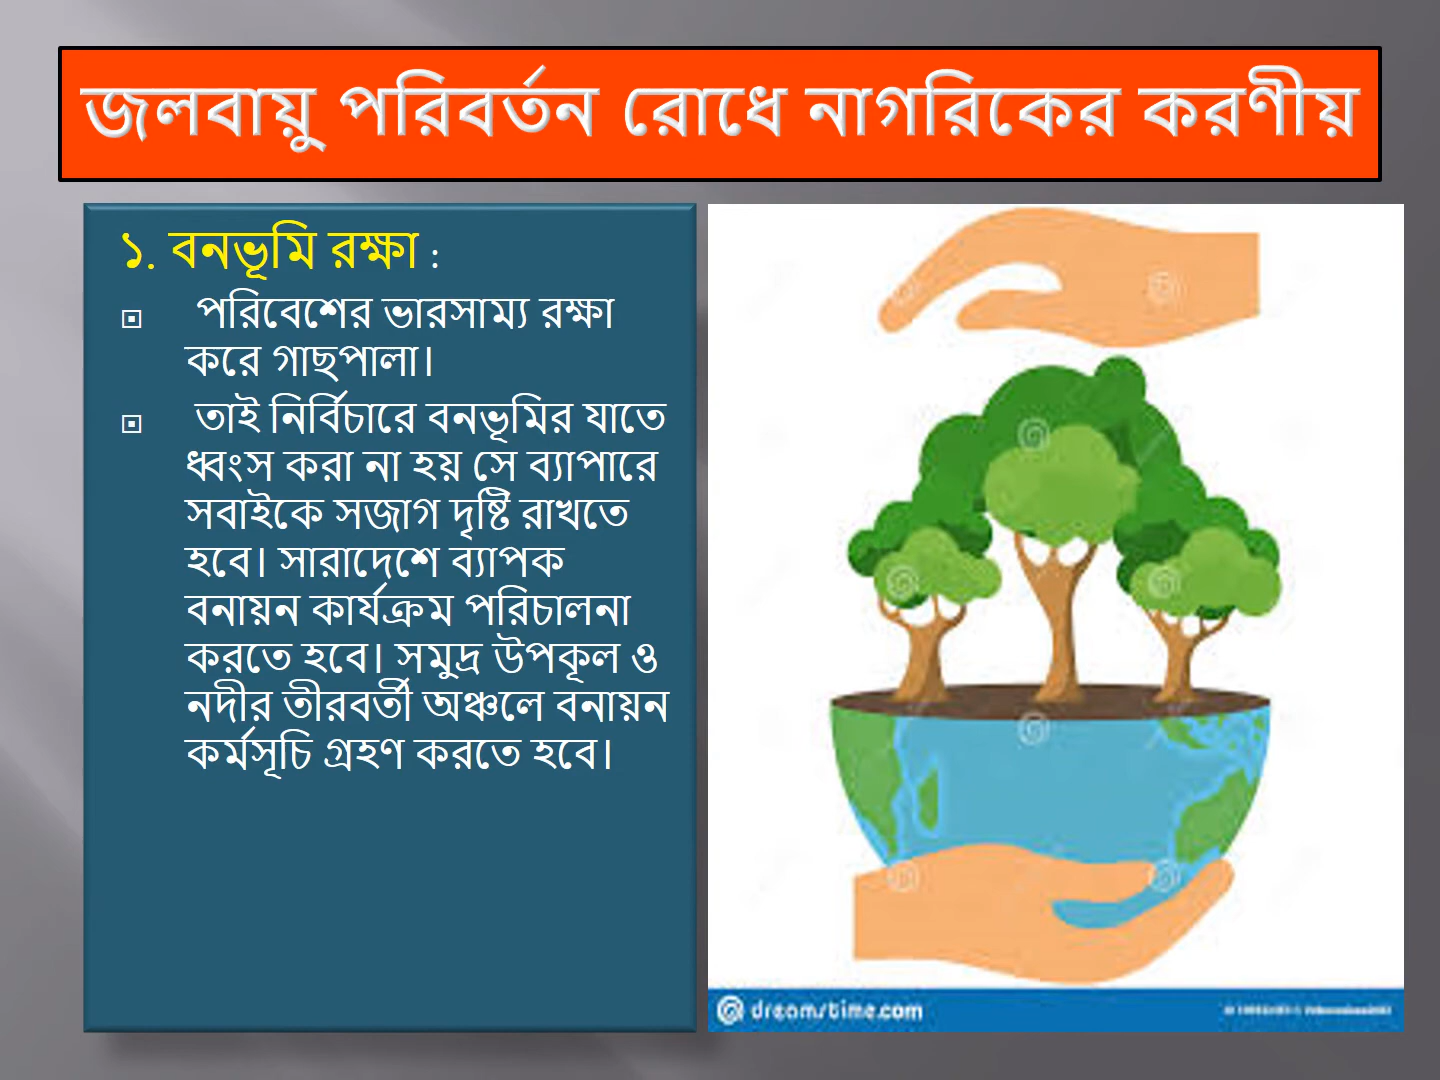 জলবায়ু পরিবর্তন রোধে নাগরিকের করণীয়
১. বনভূমি রক্ষা :
পরিবেশের ভারসাম্য রক্ষা
করে গাছপালা।
তাই নির্বিচারে বনভূমির যাতে
ধ্বংস করা না হয় সে ব্যাপারে
সবাইকে সজাগ দৃষ্টি রাখতে
হবে। সারাদেশে ব্যাপক
বনায়ন কার্যক্রম পরিচালনা
করতে হবে। সমুদ্র উপকূল ও
নদীর তীরবর্তী অঞ্চলে বনায়ন
কর্মসূচি গ্রহণ করতে হবে।
dreamstime.com